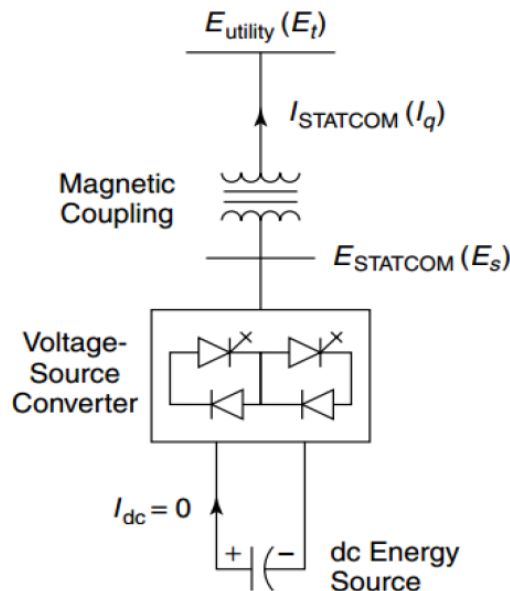 E_utility (E_t)
I_STATCOM (I_q)
Magnetic
Coupling
E_STATCOM (E_s)
Voltage-
Source
Converter
I_dc = 0
+ −
dc Energy
Source